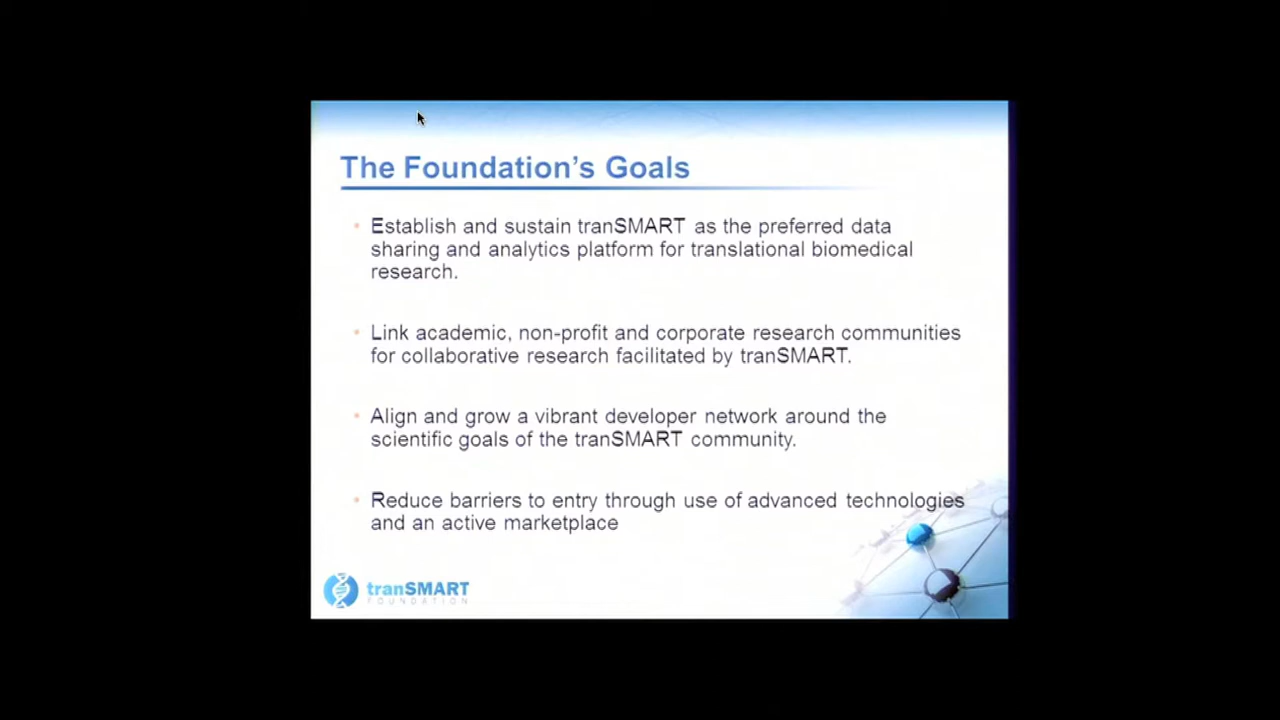 The Foundation's Goals
• Establish and sustain tranSMART as the preferred data
sharing and analytics platform for translational biomedical
research.
• Link academic, non-profit and corporate research communities
for collaborative research facilitated by tranSMART.
• Align and grow a vibrant developer network around the
scientific goals of the tranSMART community.
• Reduce barriers to entry through use of advanced technologies
and an active marketplace
tranSMART
FOUNDATION